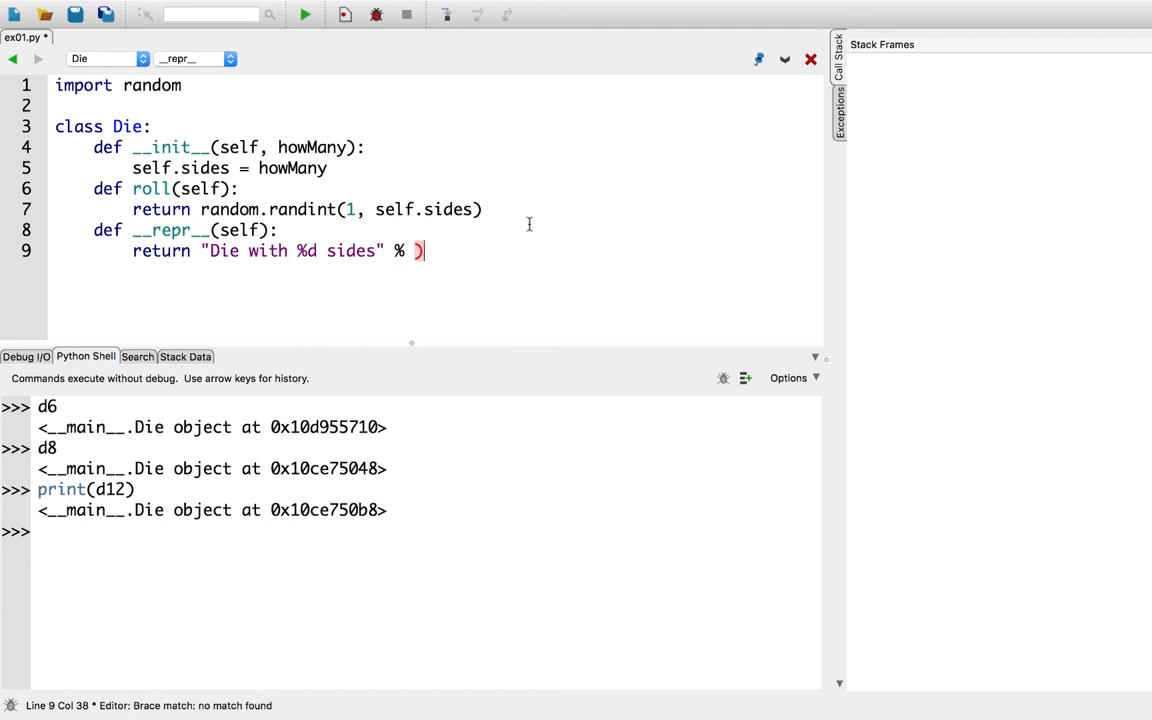 ex01.py *
Die
__repr__
Call Stack
Exceptions
Stack Frames
1 import random
2
3 class Die:
4 def __init__(self, howMany):
5 self.sides = howMany
6 def roll(self):
7 return random.randint(1, self.sides)
8 def __repr__(self):
9 return "Die with %d sides" % )
Debug I/O Python Shell Search Stack Data
Commands execute without debug. Use arrow keys for history.
Options
>>> d6
<__main__.Die object at 0x10d955710>
>>> d8
<__main__.Die object at 0x10ce75048>
>>> print(d12)
<__main__.Die object at 0x10ce750b8>
>>>
Line 9 Col 38 * Editor: Brace match: no match found